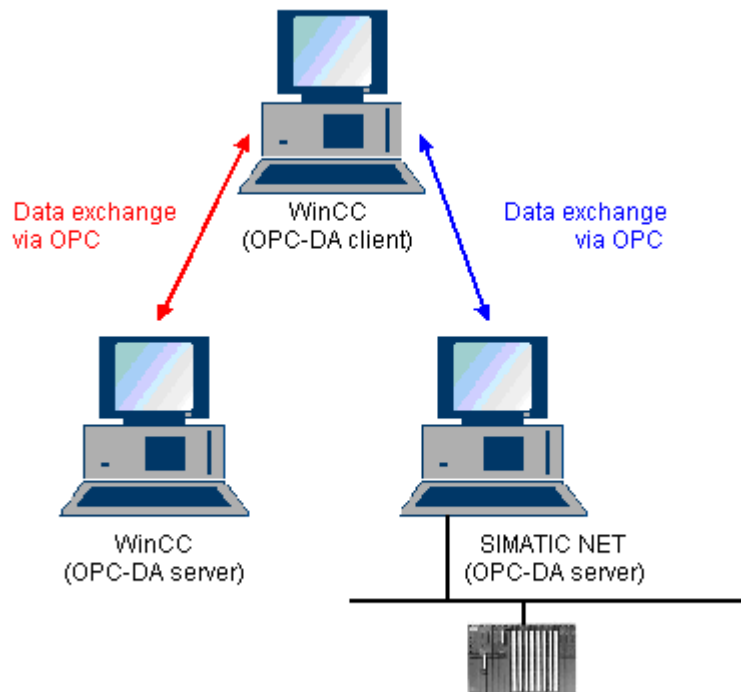 Data exchange
via OPC
WinCC
(OPC-DA client)
Data exchange
via OPC
WinCC
(OPC-DA server)
SIMATIC NET
(OPC-DA server)